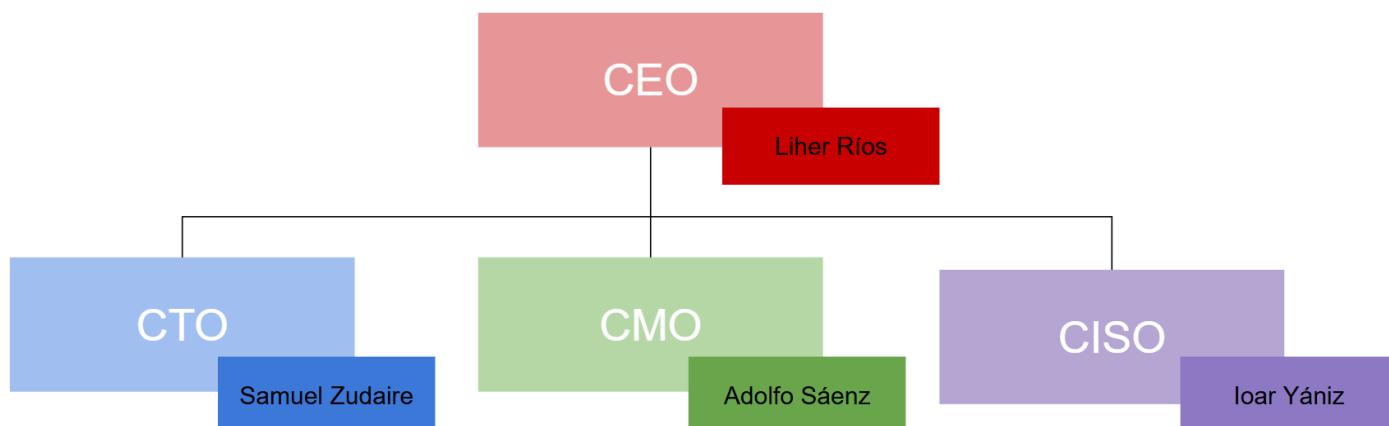 CEO
Liher Ríos
CTO
Samuel Zudaire
CMO
Adolfo Sáenz
CISO
Ioar Yániz